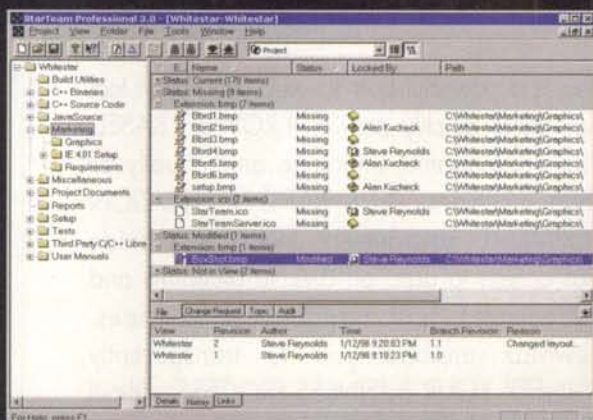 StarTeam Professional 3.0 - [Whitestar-Whitestar]
Project View Folder File Tools Window Help
Project
Whitestar
Build Utilities
C++ Binaries
C++ Source Code
JavaSource
Marketing
Graphics
IE 4.01 Setup
Requirements
Miscellaneous
Project Documents
Reports
Setup
Tests
Third Party C/C++ Libre
User Manuals
E... Name Status Locked By Path
Status: Current (170 items)
Status: Missing (9 items)
Extension: bmp (7 items)
Blbrd1.bmp Missing C:\Whitestar\Marketing\Graphics\
Blbrd2.bmp Missing Alan Kucheck C:\Whitestar\Marketing\Graphics\
Blbrd3.bmp Missing C:\Whitestar\Marketing\Graphics\
Blbrd4.bmp Missing Steve Reynolds C:\Whitestar\Marketing\Graphics\
Blbrd5.bmp Missing Alan Kucheck C:\Whitestar\Marketing\Graphics\
Blbrd6.bmp Missing C:\Whitestar\Marketing\Graphics\
setup.bmp Missing Alan Kucheck C:\Whitestar\Marketing\Graphics\
Extension: ico (2 items)
StarTeam.ico Missing Steve Reynolds C:\Whitestar\Marketing\Graphics\
StarTeamServer.ico Missing C:\Whitestar\Marketing\Graphics\
Status: Modified (1 items)
Extension: bmp (1 items)
BoxShot.bmp Modified Steve Reynolds C:\Whitestar\Marketing\Graphics\
Status: Not in View (2 items)
File Change Request Topic Audit
View Revision Author Time Branch Revision Reason
Whitestar 2 Steve Reynolds 1/12/98 9:20:03 PM 1.1 Changed layout...
Whitestar 1 Steve Reynolds 1/12/98 9:19:23 PM 1.0
Details History Links
For Help, press F1